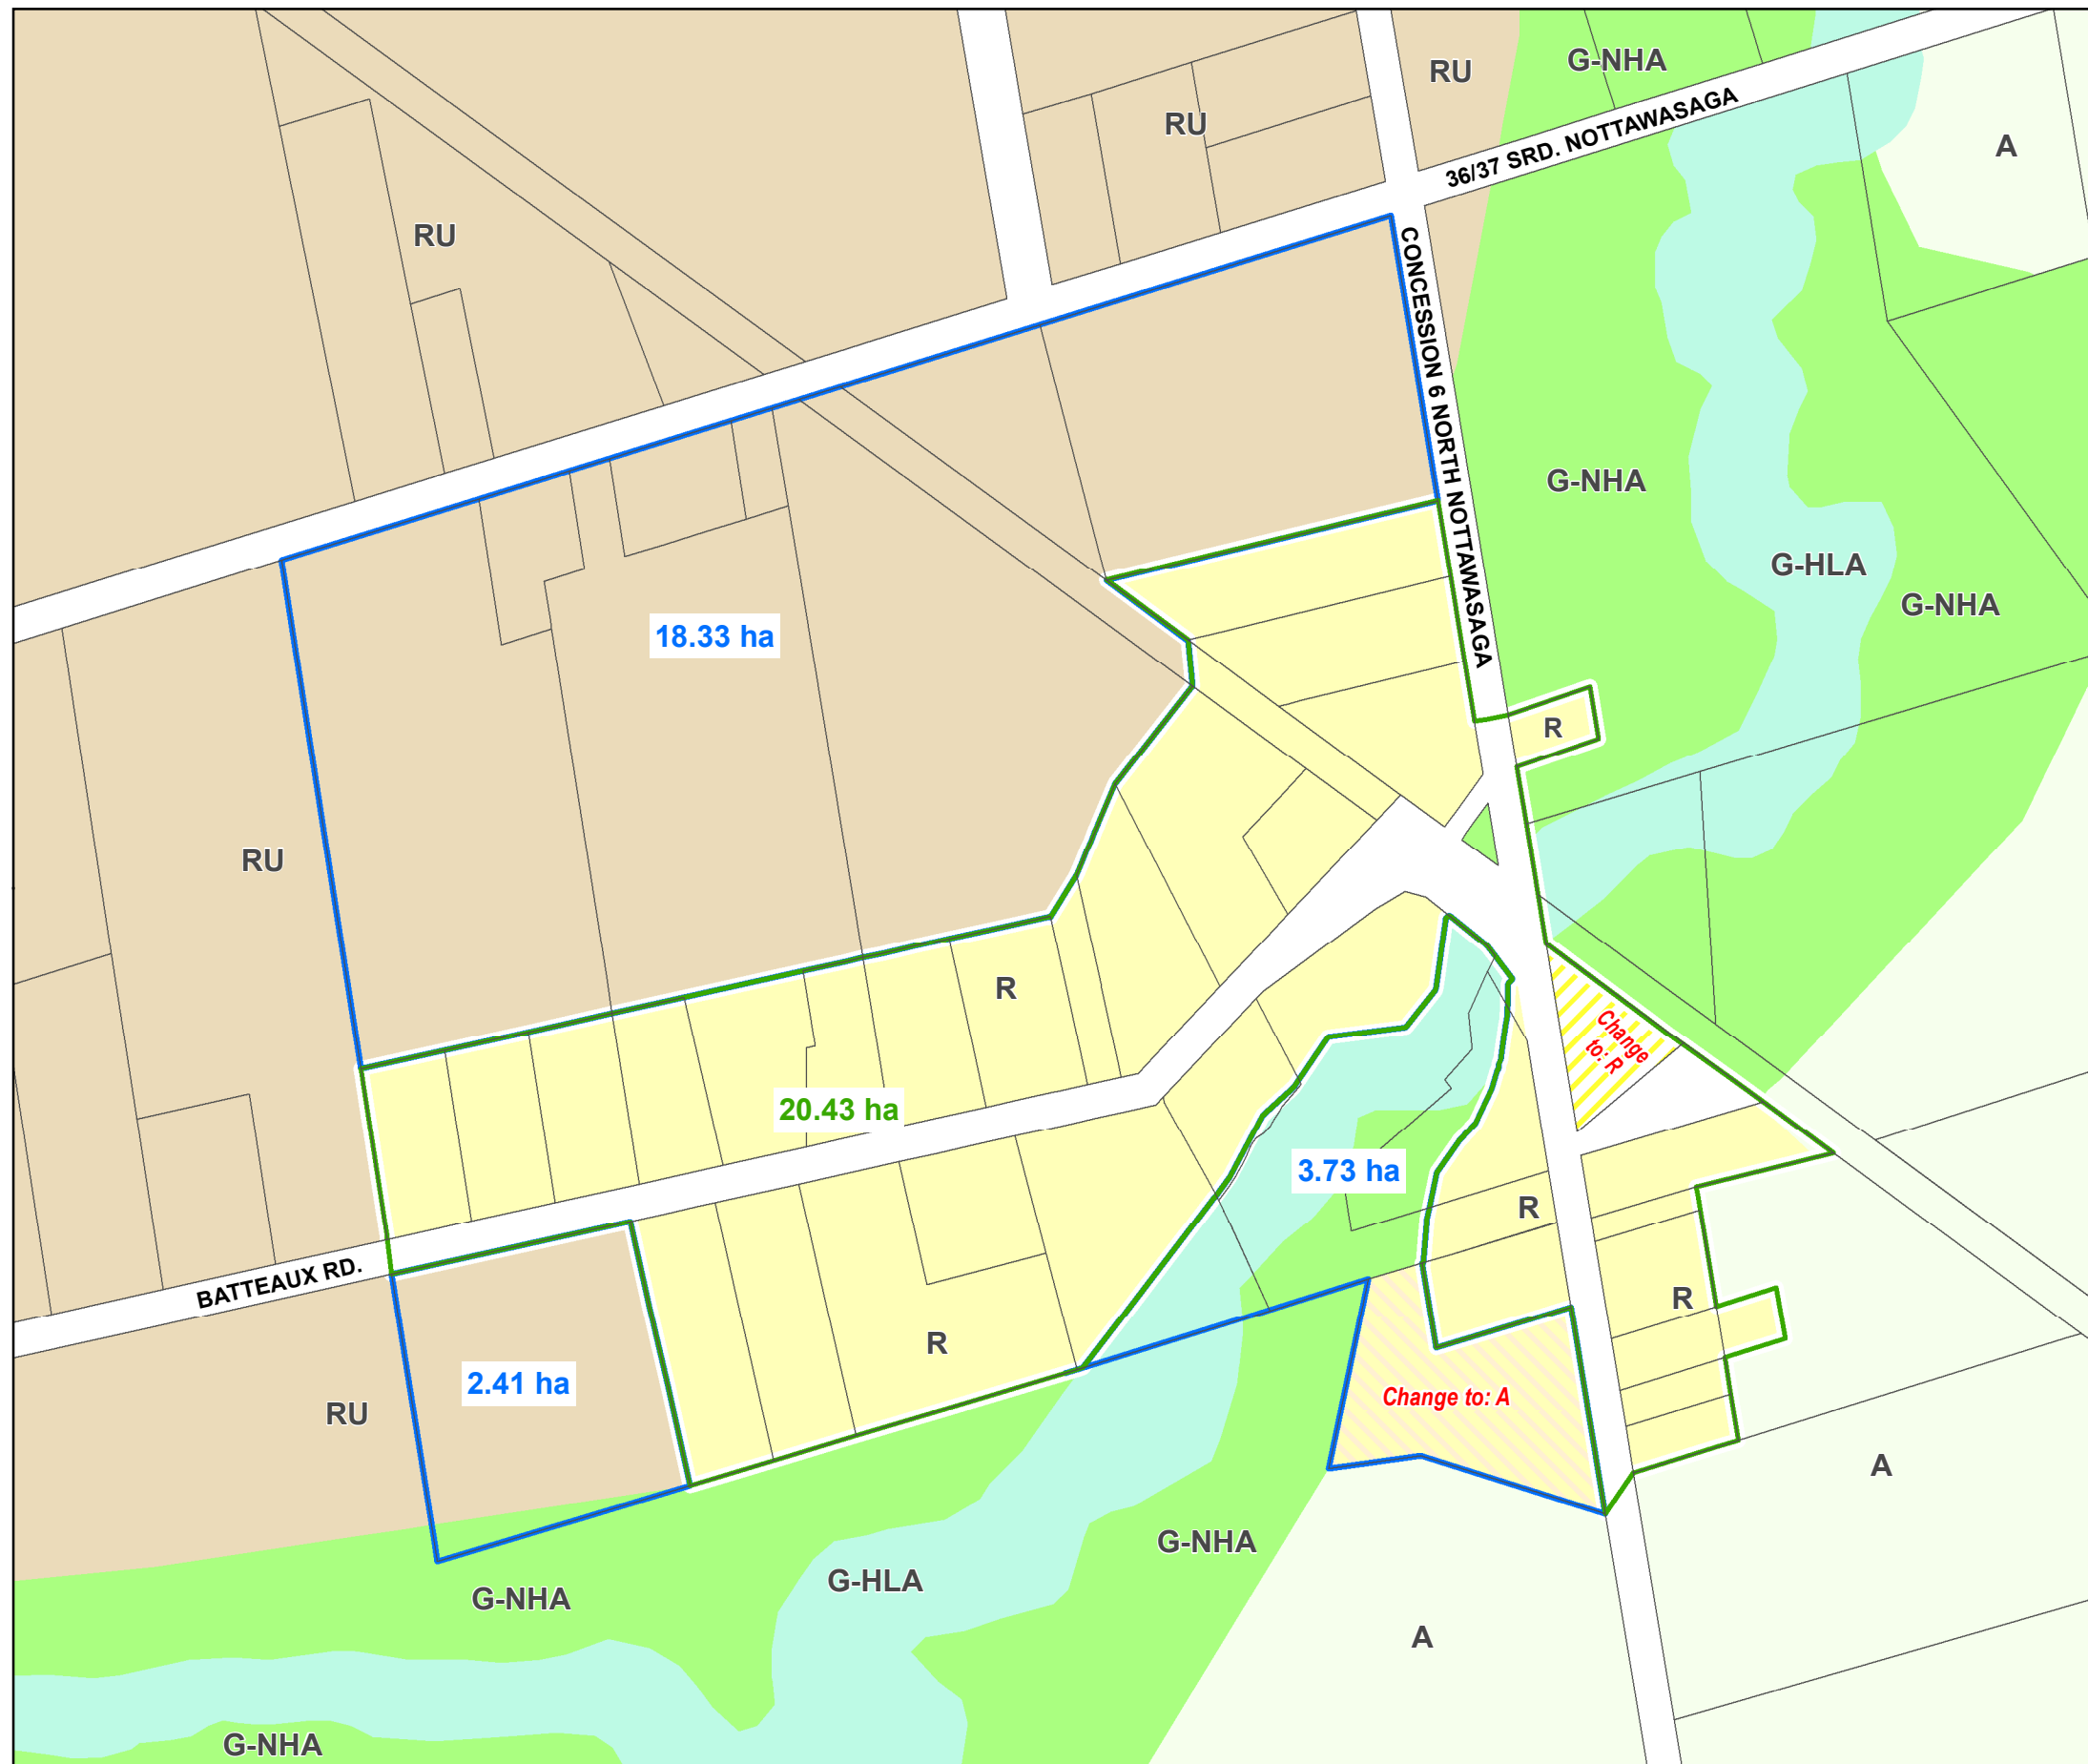 G-NHA
RU
RU
36/37 SRD. NOTTAWASAGA
A
RU
CONCESSION 6 NORTH NOTTAWASAGA
G-NHA
G-HLA
G-NHA
18.33 ha
R
RU
R
Change
to: R
20.43 ha
3.73 ha
R
BATTEAUX RD.
R
R
2.41 ha
Change to: A
RU
A
G-NHA
G-HLA
G-NHA
A
G-NHA